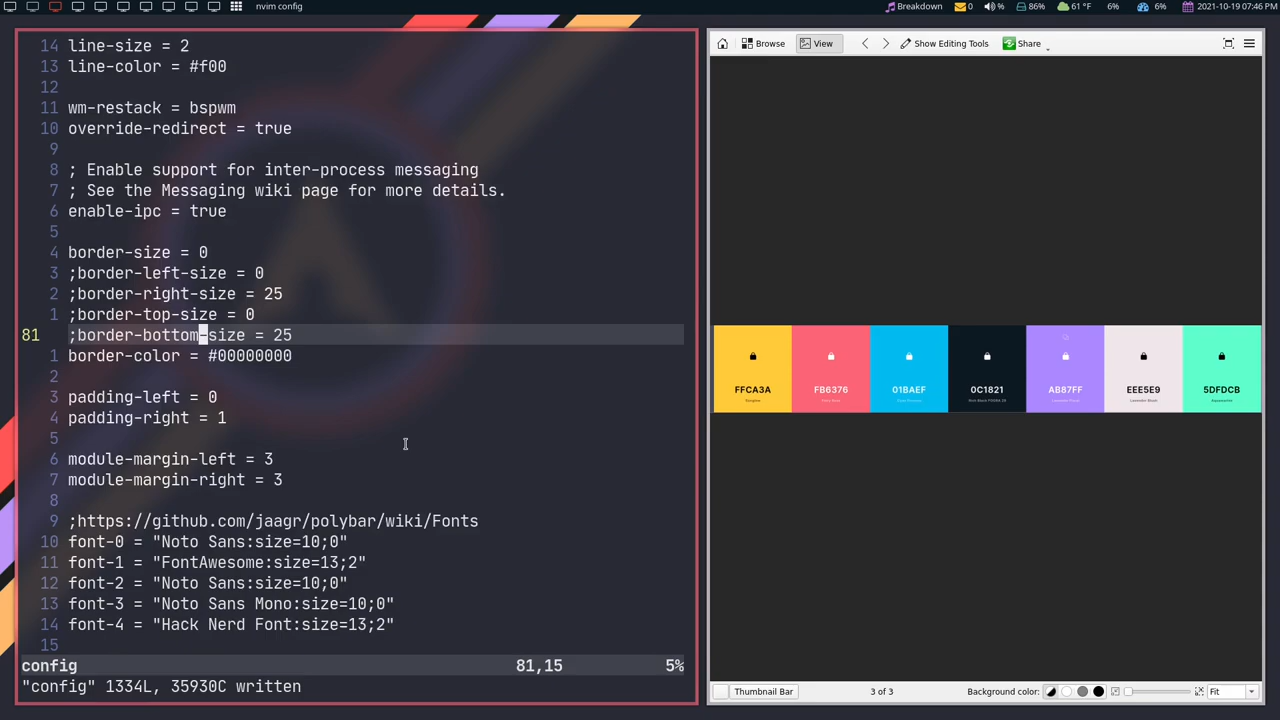 nvim config
Breakdown 0 % 86% 61°F 6% 6% 2021-10-19 07:46 PM
14 line-size = 2
13 line-color = #f00
12
11 wm-restack = bspwm
10 override-redirect = true
9
8 ; Enable support for inter-process messaging
7 ; See the Messaging wiki page for more details.
6 enable-ipc = true
5
4 border-size = 0
3 ;border-left-size = 0
2 ;border-right-size = 25
1 ;border-top-size = 0
81 ;border-bottom-size = 25
1 border-color = #00000000
2
3 padding-left = 0
4 padding-right = 1
5
6 module-margin-left = 3
7 module-margin-right = 3
8
9 ;https://github.com/jaagr/polybar/wiki/Fonts
10 font-0 = "Noto Sans:size=10;0"
11 font-1 = "FontAwesome:size=13;2"
12 font-2 = "Noto Sans:size=10;0"
13 font-3 = "Noto Sans Mono:size=10;0"
14 font-4 = "Hack Nerd Font:size=13;2"
15
config 81,15 5%
"config" 1334L, 35930C written
Browse View Show Editing Tools Share
FFCA3A FB6376 01BAEF 0C1821 AB87FF EEE5E9 5DFDCB
Thumbnail Bar 3 of 3 Background color: Fit